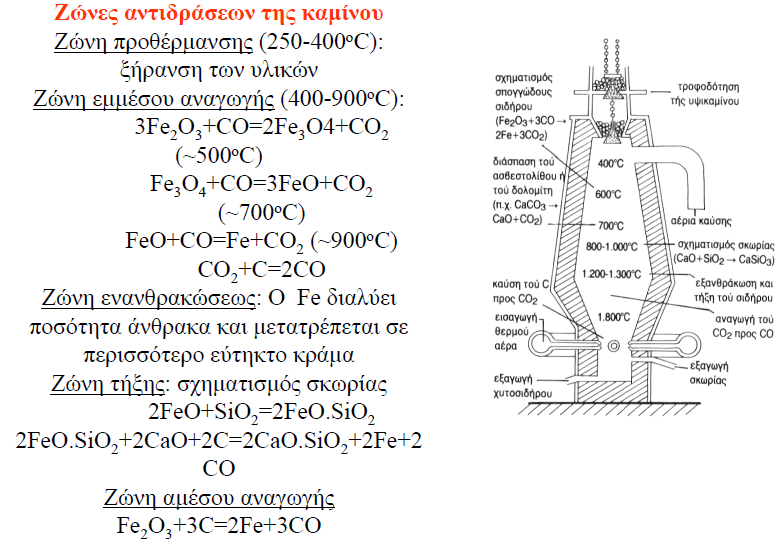 Ζώνες αντιδράσεων της καμίνου
Ζώνη προθέρμανσης (250-400°C):
ξήρανση των υλικών
Ζώνη εμμέσου αναγωγής (400-900°C):
3Fe₂O₃+CO=2Fe₃O4+CO₂
(~500°C)
Fe₃O₄+CO=3FeO+CO₂
(~700°C)
FeO+CO=Fe+CO₂ (~900°C)
CO₂+C=2CO
Ζώνη ενανθρακώσεως: Ο Fe διαλύει
ποσότητα άνθρακα και μετατρέπεται σε
περισσότερο εύτηκτο κράμα
Ζώνη τήξης: σχηματισμός σκωρίας
2FeO+SiO₂=2FeO.SiO₂
2FeO.SiO₂+2CaO+2C=2CaO.SiO₂+2Fe+2
CO
Ζώνη αμέσου αναγωγής
Fe₂O₃+3C=2Fe+3CO
σχηματισμός
σπογγώδους
σιδήρου
(Fe₂O₃+3CO→
2Fe+3CO₂)
διάσπαση τού
ασβεστολίθου ή
τού δολομίτη
(π.χ. CaCO₃→
CaO+CO₂)
καύση τού C
προς CO₂
εισαγωγή
θερμού
αέρα
εξαγωγή
χυτοσιδήρου
400°C
600°C
700°C
800-1.000°C
1.200-1.300°C
1.800°C
τροφοδότηση
τής υψικαμίνου
αέρια καύσης
σχηματισμός σκωρίας
(CaO+SiO₂→CaSiO₃)
εξανθράκωση και
τήξη τού σιδήρου
αναγωγή τού
CO₂ προς CO
εξαγωγή
σκωρίας